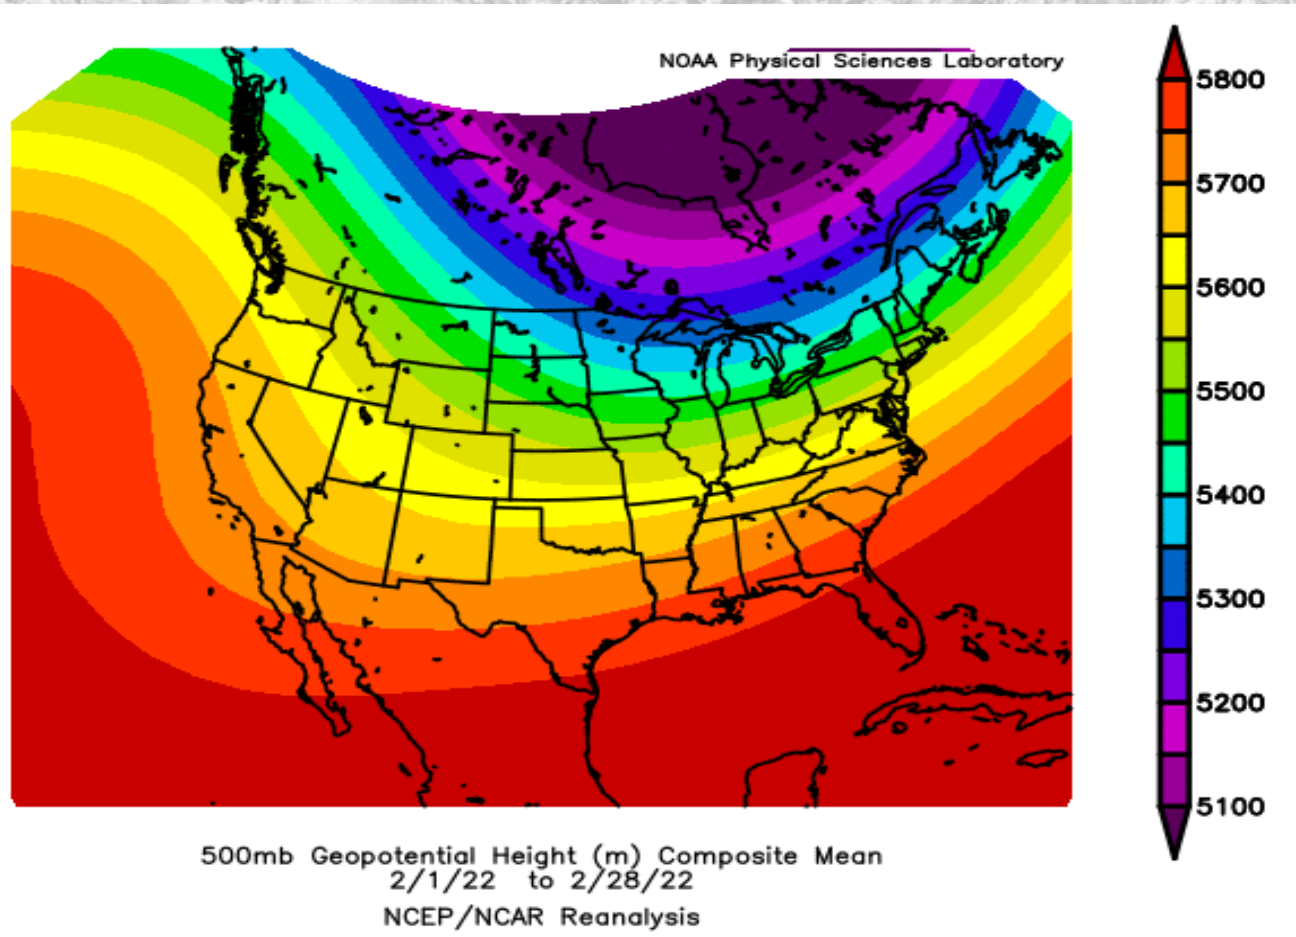 NOAA Physical Sciences Laboratory
5800
5700
5600
5500
5400
5300
5200
5100
500mb Geopotential Height (m) Composite Mean
2/1/22 to 2/28/22
NCEP/NCAR Reanalysis